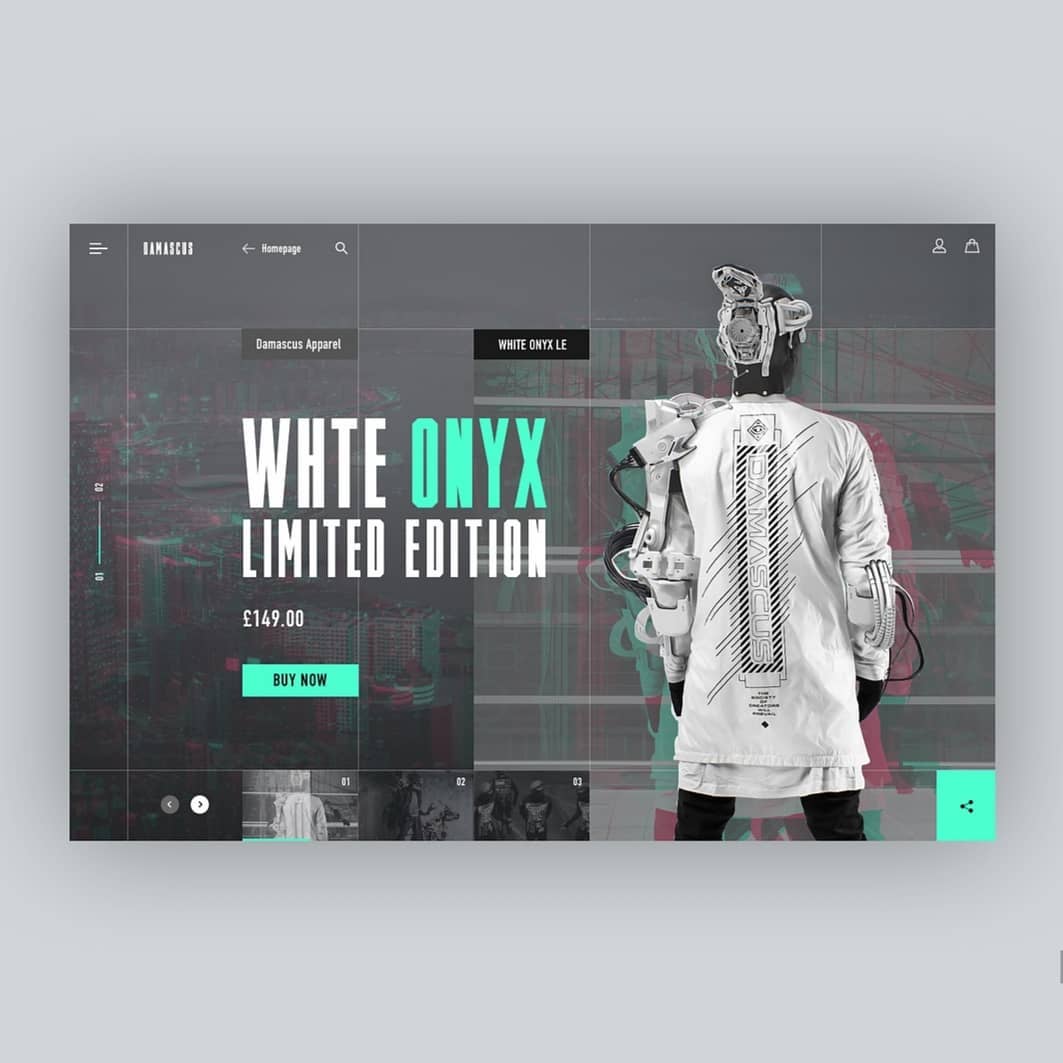 DAMASCUS
Homepage
Damascus Apparel
WHITE ONYX LE
WHTE ONYX
LIMITED EDITION
£149.00
BUY NOW
02
01
DAMASCUS
THE
SOCIETY
OF
CREATORS
WILL
PREVAIL
01
02
03